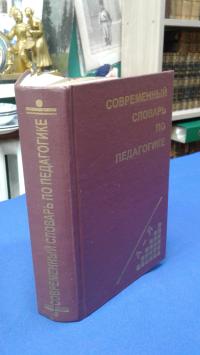 СОВРЕМЕННЫЙ СЛОВАРЬ ПО ПЕДАГОГИКЕ
СОВРЕМЕННЫЙ
СЛОВАРЬ
ПО
ПЕДАГОГИКЕ